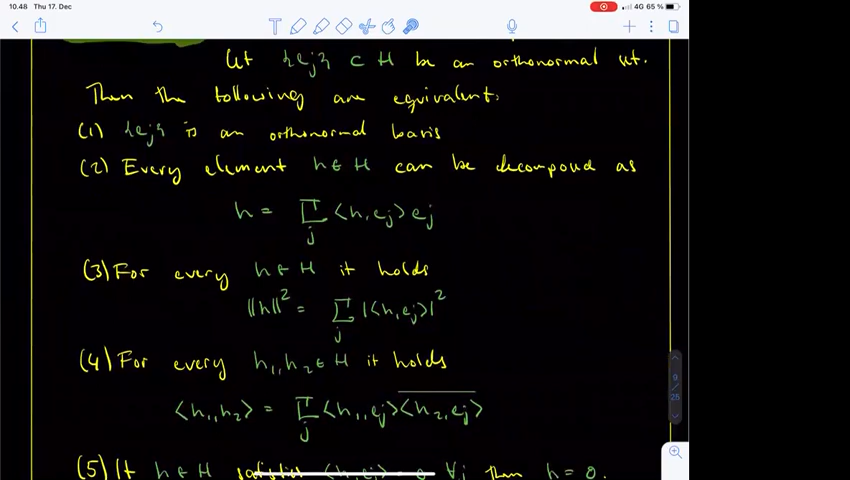 10.48 Thu 17. Dec 4G 65 %
Let {ej} ⊂ H be an orthonormal set.
Then the following are equivalent:
(1) {ej} is an orthonormal basis
(2) Every element h ∈ H can be decomposed as
h = ∑j <h, ej> ej
(3) For every h ∈ H it holds
‖h‖² = ∑j |<h, ej>|²
(4) For every h₁, h₂ ∈ H it holds
<h₁, h₂> = ∑j <h₁, ej> \overline{<h₂, ej>}
9
/
25
(5) If h ∈ H satisfies <h, ej> = 0 ∀j then h = 0.